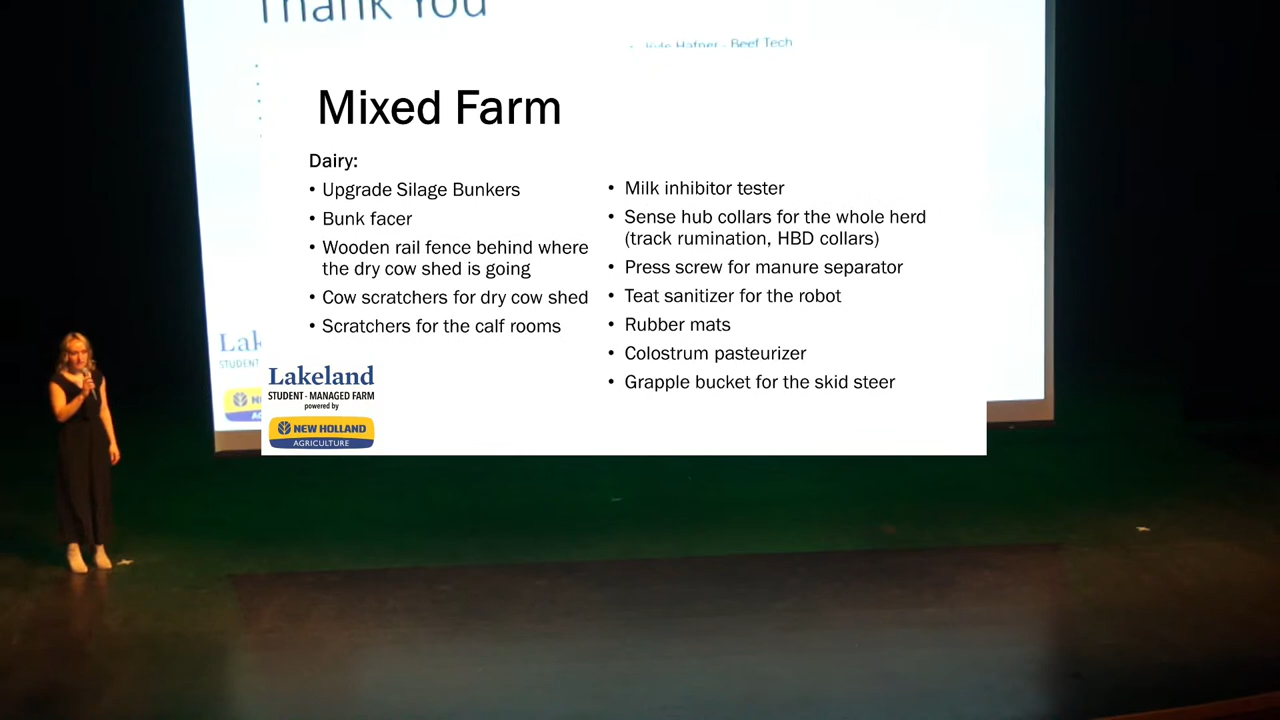 Thank You
Kyle Hafner - Beef Tech
Mixed Farm
Dairy:
• Upgrade Silage Bunkers
• Bunk facer
• Wooden rail fence behind where
the dry cow shed is going
• Cow scratchers for dry cow shed
• Scratchers for the calf rooms
• Milk inhibitor tester
• Sense hub collars for the whole herd
(track rumination, HBD collars)
• Press screw for manure separator
• Teat sanitizer for the robot
• Rubber mats
• Colostrum pasteurizer
• Grapple bucket for the skid steer
Lak
STUDENT
Lakeland
STUDENT - MANAGED FARM
powered by
NEW HOLLAND
AGRICULTURE